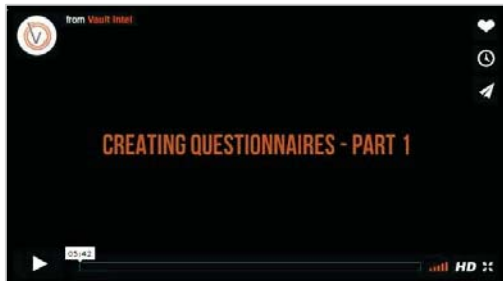 from Vault Intel
V
CREATING QUESTIONNAIRES - PART 1
05:42
HD